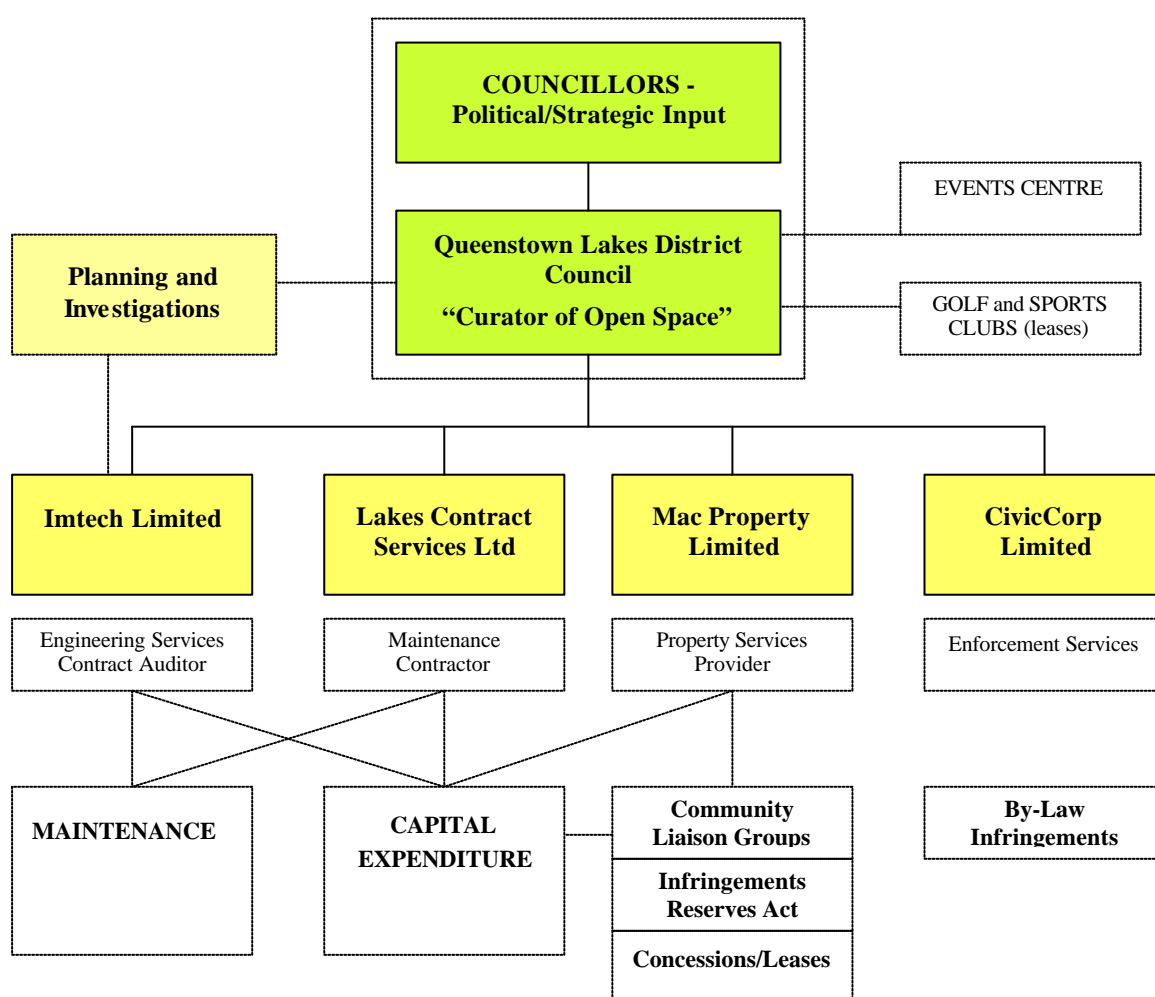 COUNCILLORS -
Political/Strategic Input
EVENTS CENTRE
Queenstown Lakes District
Council
“Curator of Open Space”
Planning and
Investigations
GOLF and SPORTS
CLUBS (leases)
Imtech Limited
Lakes Contract
Services Ltd
Mac Property
Limited
CivicCorp
Limited
Engineering Services
Contract Auditor
Maintenance
Contractor
Property Services
Provider
Enforcement Services
MAINTENANCE
CAPITAL
EXPENDITURE
Community
Liaison Groups
Infringements
Reserves Act
Concessions/Leases
By-Law
Infringements